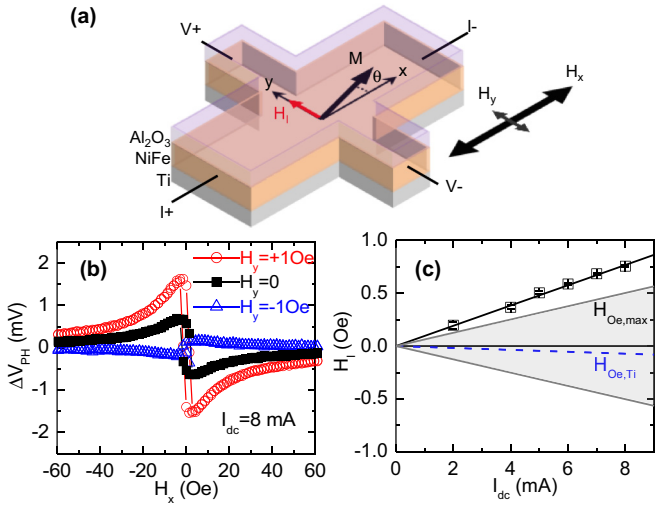 (a)
V+
I-
M
θ
x
y
H_I
H_x
H_y
Al₂O₃
NiFe
Ti
I+
V-
(b)
H_y=+1Oe
H_y=0
H_y=-1Oe
2
1
0
-1
-2
ΔV_PH (mV)
I_dc=8 mA
-60 -40 -20 0 20 40 60
H_x (Oe)
(c)
1.0
0.5
0.0
-0.5
-1.0
H_I (Oe)
H_Oe,max
H_Oe,Ti
0 2 4 6 8
I_dc (mA)